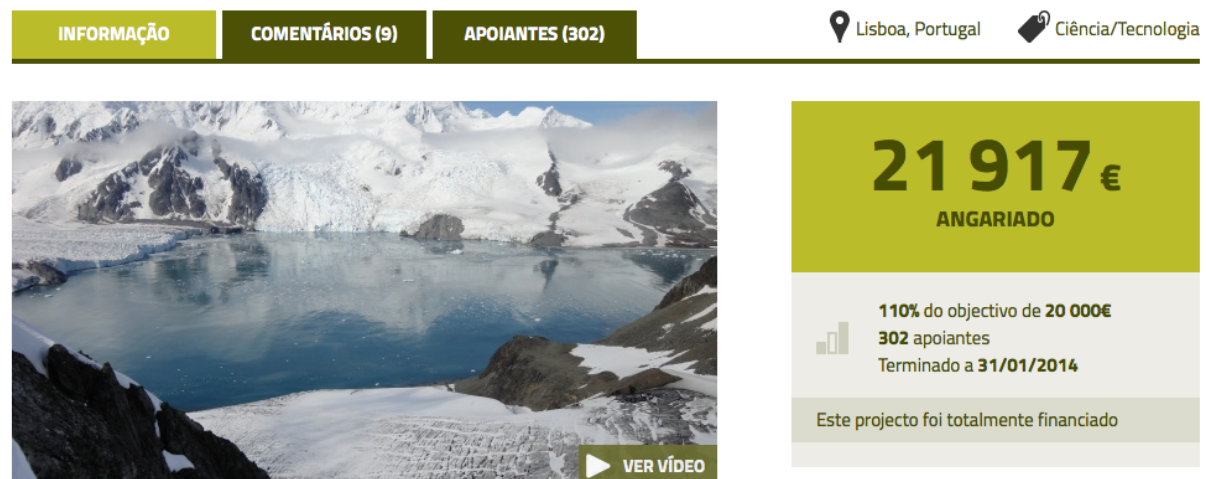 INFORMAÇÃO
COMENTÁRIOS (9)
APOIANTES (302)
Lisboa, Portugal
Ciência/Tecnologia
21 917 €
ANGARIADO
110% do objectivo de 20 000€
302 apoiantes
Terminado a 31/01/2014
Este projecto foi totalmente financiado
VER VÍDEO